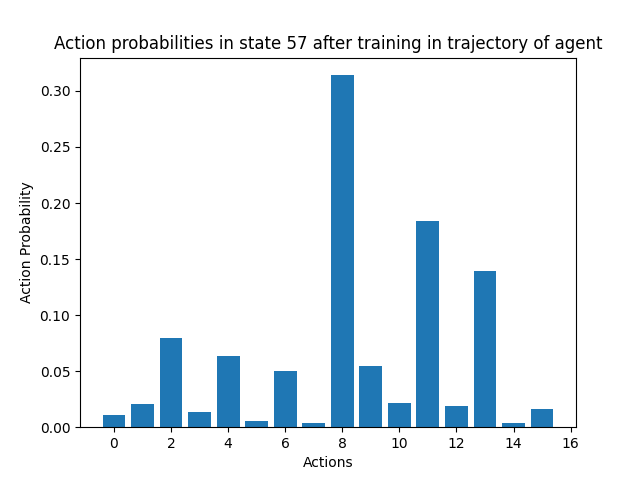 Action probabilities in state 57 after training in trajectory of agent
0.30
0.25
0.20
0.15
0.10
0.05
0.00
Action Probability
0 2 4 6 8 10 12 14 16
Actions